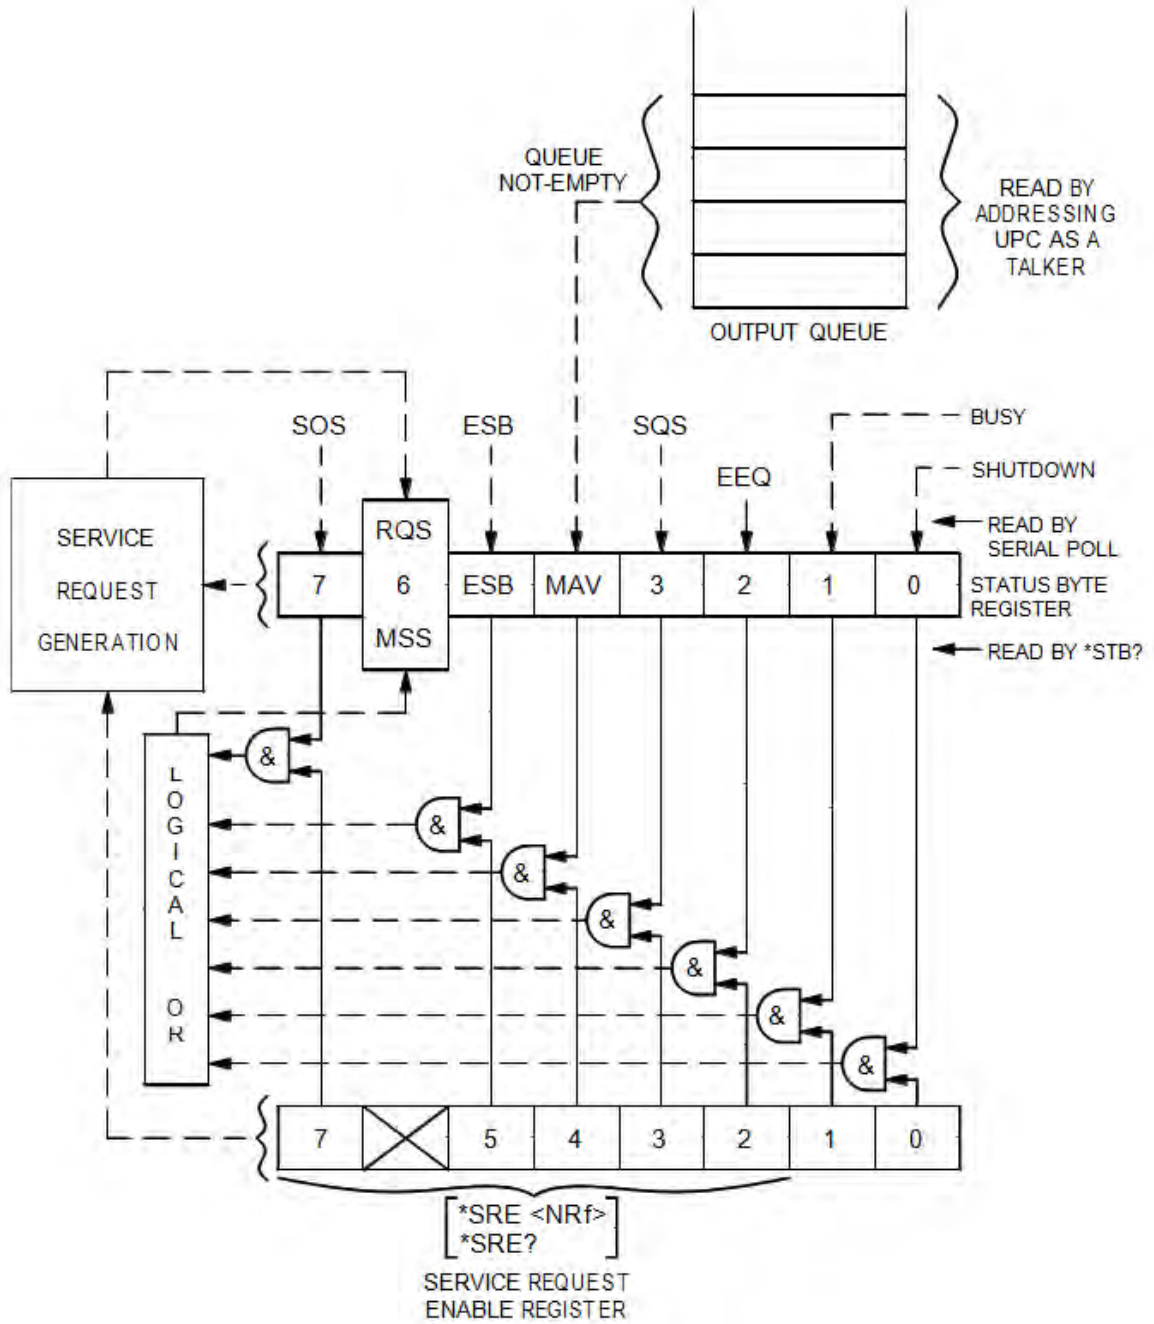 QUEUE
NOT-EMPTY
READ BY
ADDRESSING
UPC AS A
TALKER
OUTPUT QUEUE
SOS
ESB
SQS
EEQ
BUSY
SHUTDOWN
READ BY
SERIAL POLL
SERVICE
REQUEST
GENERATION
RQS
7 6 ESB MAV 3 2 1 0
MSS
STATUS BYTE
REGISTER
READ BY *STB?
&
&
&
&
&
&
&
LOGICAL
OR
7 5 4 3 2 1 0
*SRE <NRf>
*SRE?
SERVICE REQUEST
ENABLE REGISTER